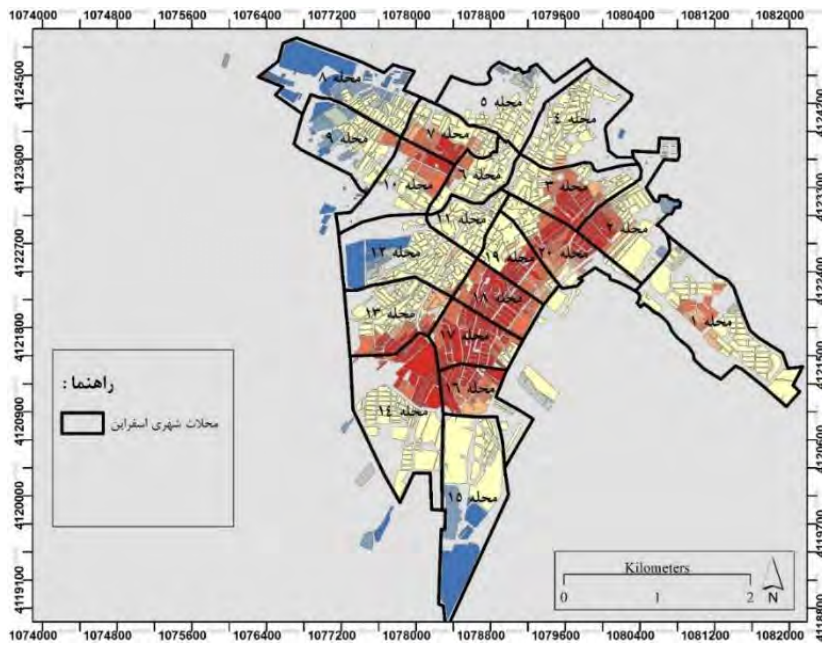 1074000 1074800 1075600 1076400 1077200 1078000 1078800 1079600 1080400 1081200 1082000
4124500
4123600
4122700
4121800
4120900
4120000
4119100
محله ۸
محله ۵
محله ۴
محله ۹
محله ۷
محله ۶
محله ۳
محله ۱۰
محله ۱۱
محله ۲
محله ۱۲
محله ۱۹
محله ۲۰
محله ۱۸
محله ۱۳
محله ۱
محله ۱۷
محله ۱۶
محله ۱۴
محله ۱۵
راهنما :
محلات شهری اسفراین
4124200
4123300
4122400
4121500
4120600
4119700
4118800
Kilometers
0 1 2
N
1074000 1074800 1075600 1076400 1077200 1078000 1078800 1079600 1080400 1081200 1082000